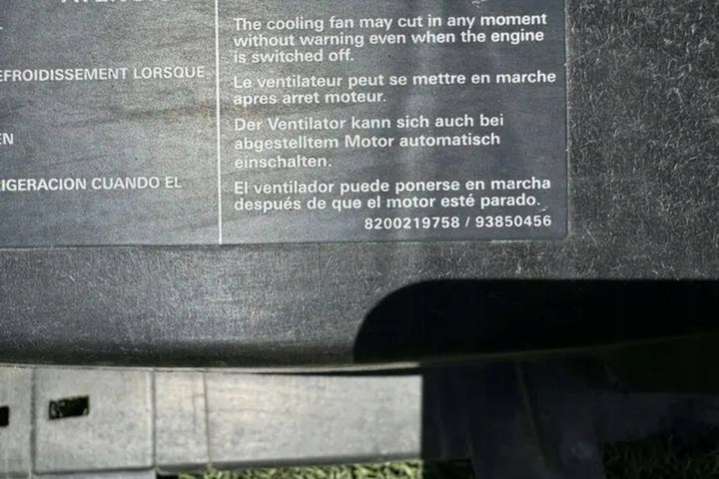 EFROIDISSEMENT LORSQUE
EN
IGERACION CUANDO EL
The cooling fan may cut in any moment
without warning even when the engine
is switched off.
Le ventilateur peut se mettre en marche
apres arret moteur.
Der Ventilator kann sich auch bei
abgestelltem Motor automatisch
einschalten.
El ventilador puede ponerse en marcha
después de que el motor esté parado.
8200219758 / 93850456